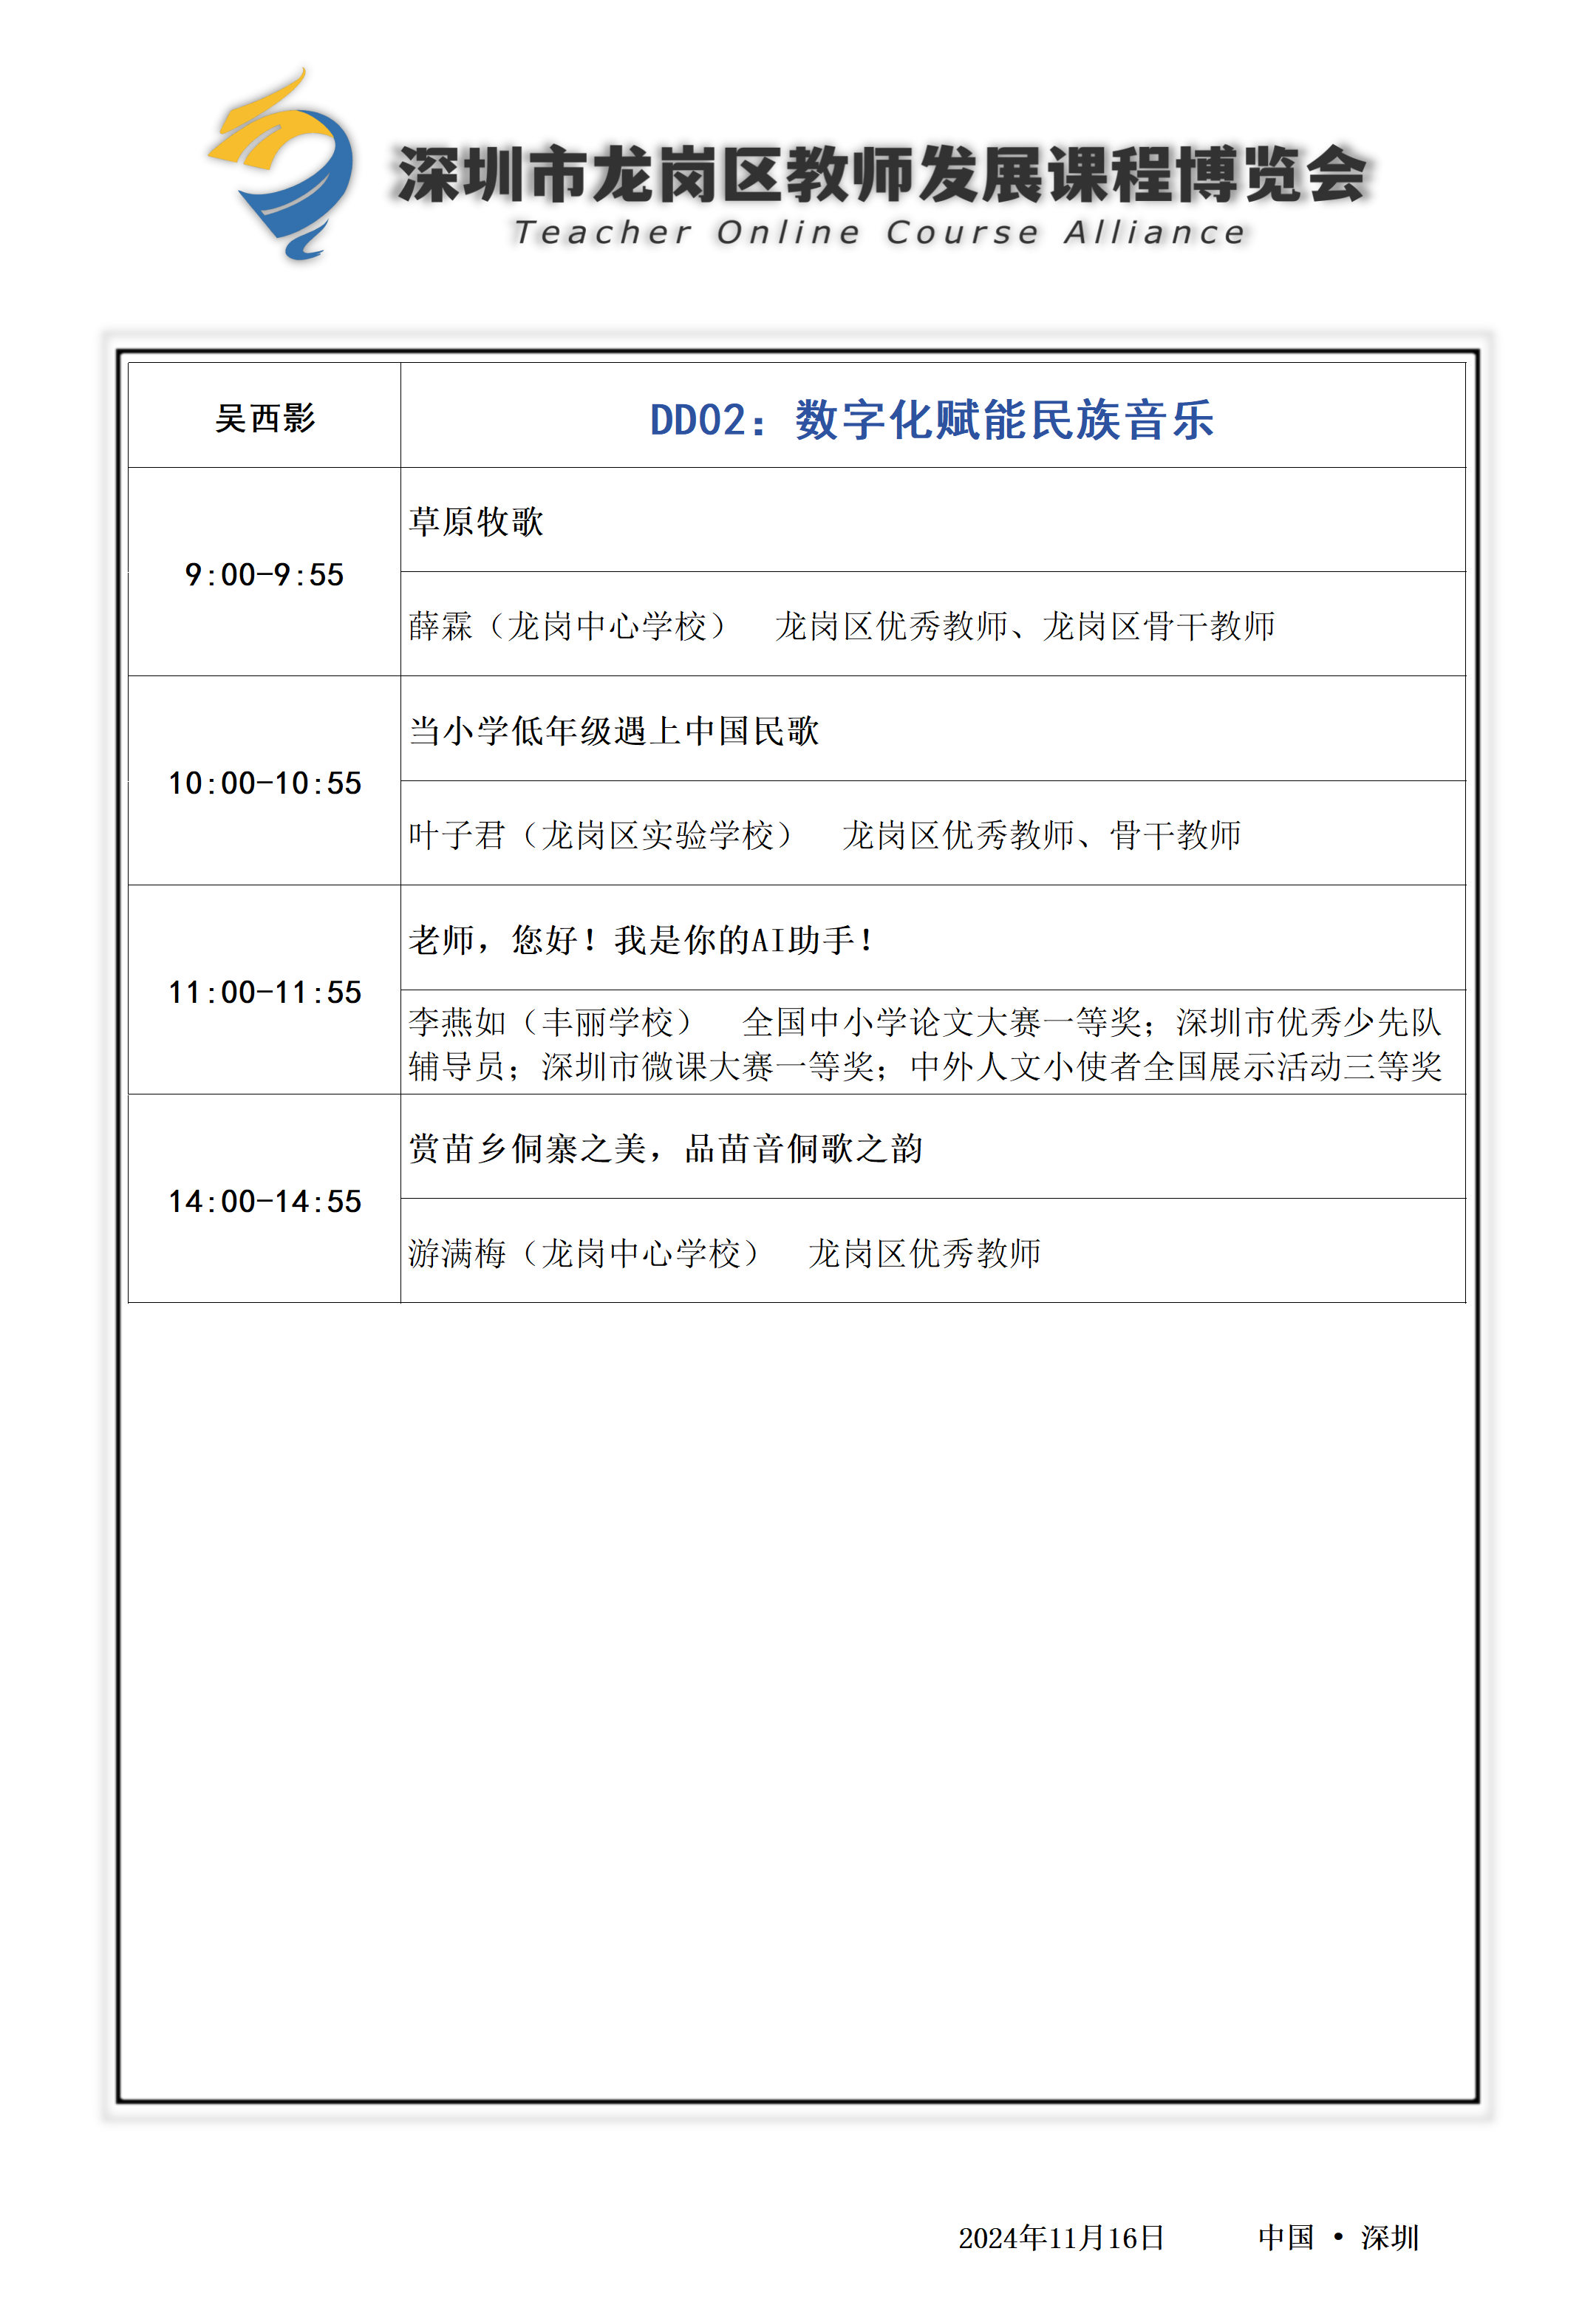 深圳市龙岗区教师发展课程博览会
Teacher Online Course Alliance
吴西影
DD02：数字化赋能民族音乐
9:00-9:55
草原牧歌
薛霖（龙岗中心学校） 龙岗区优秀教师、龙岗区骨干教师
10:00-10:55
当小学低年级遇上中国民歌
叶子君（龙岗区实验学校） 龙岗区优秀教师、骨干教师
11:00-11:55
老师，您好！我是你的AI助手！
李燕如（丰丽学校） 全国中小学论文大赛一等奖；深圳市优秀少先队
辅导员；深圳市微课大赛一等奖；中外人文小使者全国展示活动三等奖
14:00-14:55
赏苗乡侗寨之美，品苗音侗歌之韵
游满梅（龙岗中心学校） 龙岗区优秀教师
2024年11月16日 中国 • 深圳